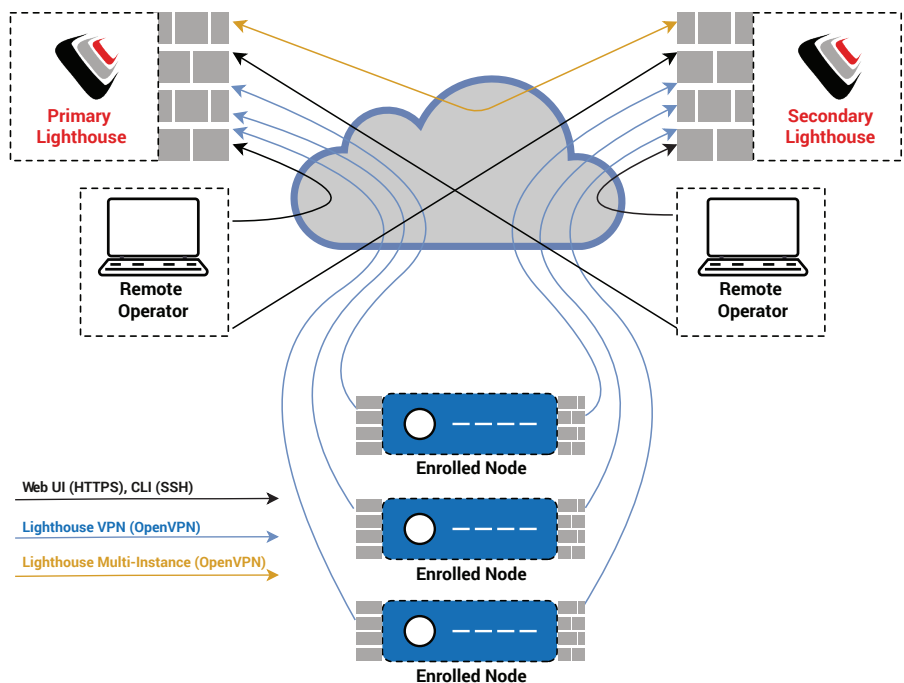 Primary
Lighthouse
Secondary
Lighthouse
Remote
Operator
Remote
Operator
Enrolled Node
Web UI (HTTPS), CLI (SSH)
Lighthouse VPN (OpenVPN)
Lighthouse Multi-Instance (OpenVPN)
Enrolled Node
Enrolled Node